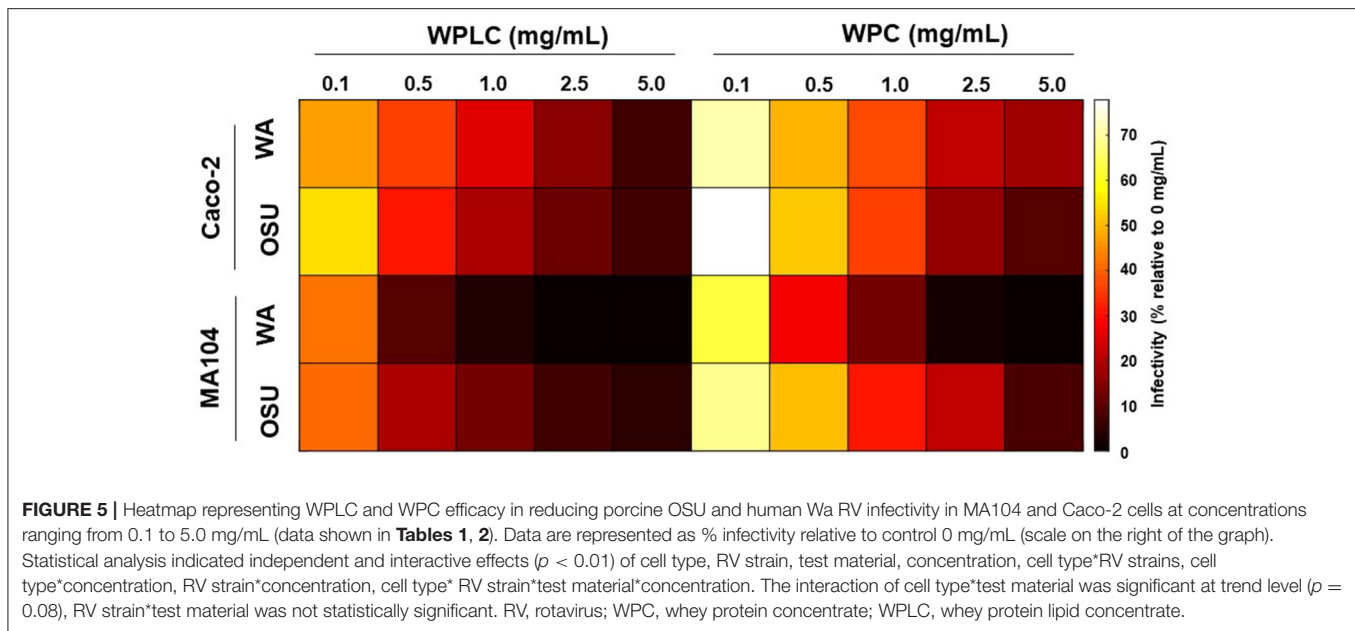 WPLC (mg/mL) WPC (mg/mL)
0.1 0.5 1.0 2.5 5.0 0.1 0.5 1.0 2.5 5.0
Caco-2
WA
OSU
MA104
WA
OSU
70
60
50
40
30
20
10
0
Infectivity (% relative to 0 mg/mL)
FIGURE 5 | Heatmap representing WPLC and WPC efficacy in reducing porcine OSU and human Wa RV infectivity in MA104 and Caco-2 cells at concentrations
ranging from 0.1 to 5.0 mg/mL (data shown in Tables 1, 2). Data are represented as % infectivity relative to control 0 mg/mL (scale on the right of the graph).
Statistical analysis indicated independent and interactive effects (p < 0.01) of cell type, RV strain, test material, concentration, cell type*RV strains, cell
type*concentration, RV strain*concentration, cell type* RV strain*test material*concentration. The interaction of cell type*test material was significant at trend level (p =
0.08), RV strain*test material was not statistically significant. RV, rotavirus; WPC, whey protein concentrate; WPLC, whey protein lipid concentrate.